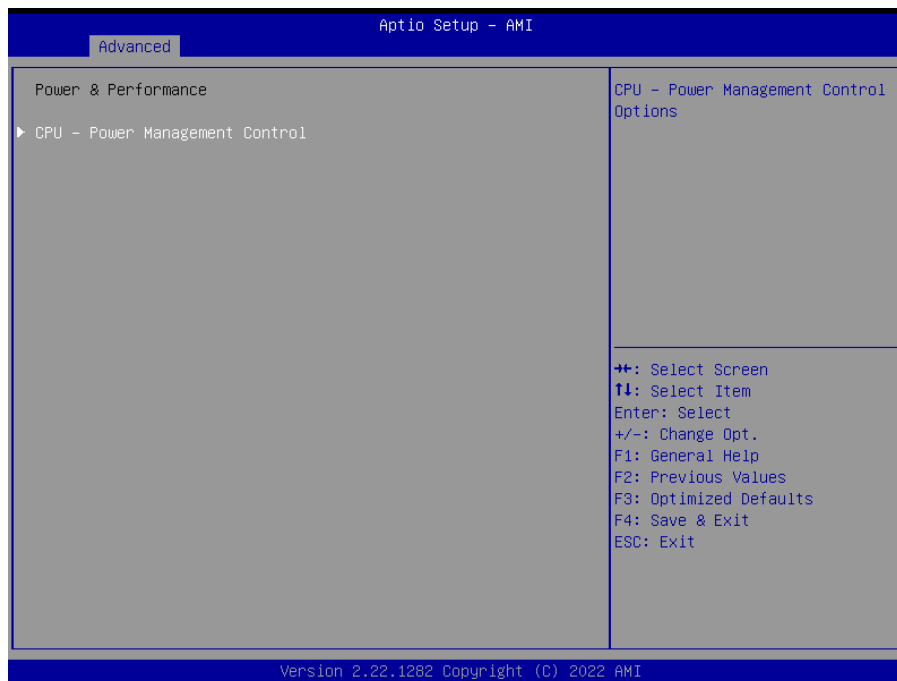 Aptio Setup – AMI
Advanced
Power & Performance
▶ CPU – Power Management Control
CPU – Power Management Control
Options
→←: Select Screen
↑↓: Select Item
Enter: Select
+/-: Change Opt.
F1: General Help
F2: Previous Values
F3: Optimized Defaults
F4: Save & Exit
ESC: Exit
Version 2.22.1282 Copyright (C) 2022 AMI